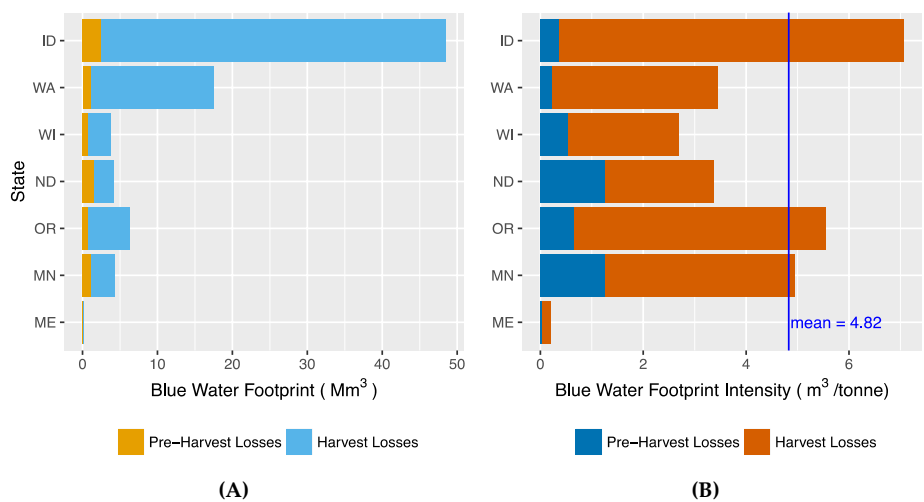 ID
WA
WI
ND
OR
MN
ME
State
0
10
20
30
40
50
Blue Water Footprint ( Mm³ )
Pre−Harvest Losses
Harvest Losses
(A)
ID
WA
WI
ND
OR
MN
ME
mean = 4.82
0
2
4
6
Blue Water Footprint Intensity ( m³ /tonne)
Pre−Harvest Losses
Harvest Losses
(B)